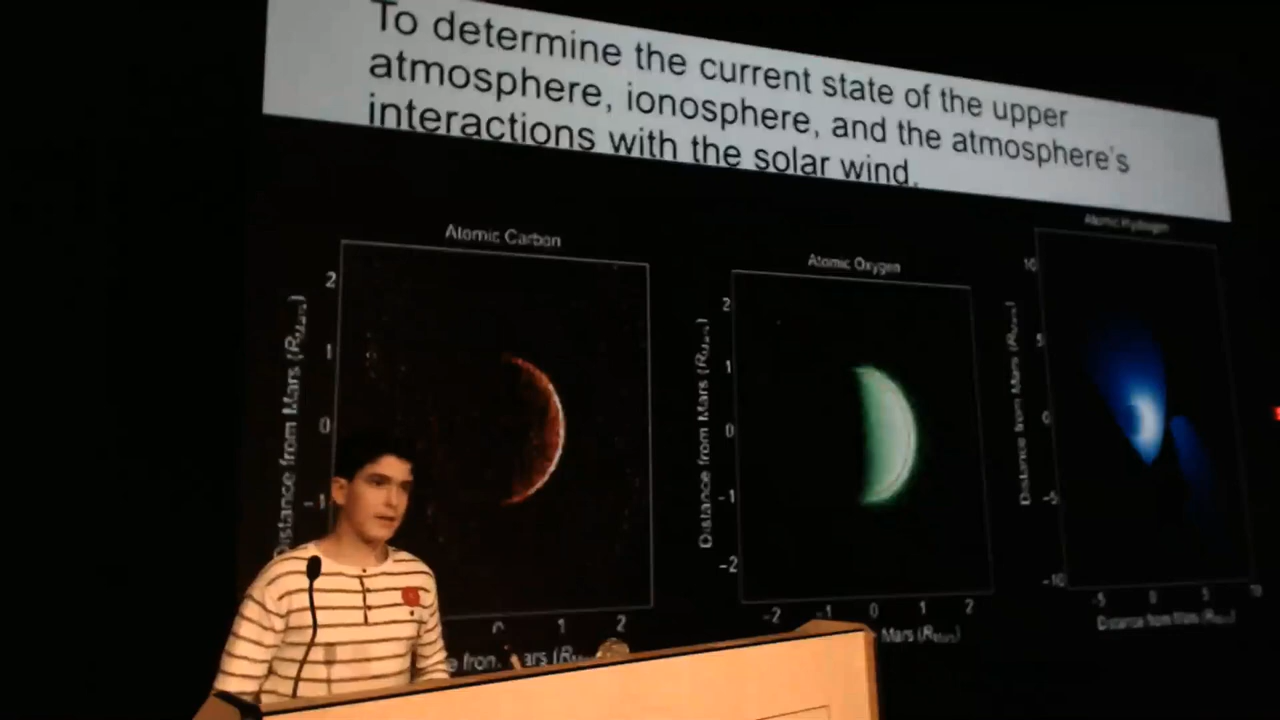 To determine the current state of the upper
atmosphere, ionosphere, and the atmosphere's
interactions with the solar wind.
Atomic Carbon
2
1
0
-1
Distance from Mars (R
1
2
Atomic Oxygen
2
1
0
-1
-2
Distance from Mars (R
-2
-1
0
1
2
Mars (R
Atomic Hydrogen
10
5
0
-5
-10
Distance from Mars (R
-5
0
5
10
Distance from Mars (R